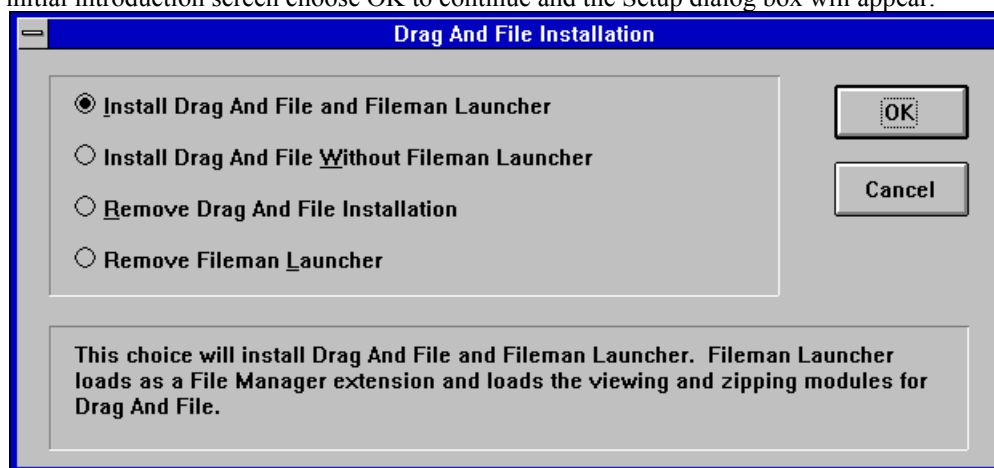 initial introduction screen choose OK to continue and the Setup dialog box will appear.
Drag And File Installation
Install Drag And File and Fileman Launcher
OK
Install Drag And File Without Fileman Launcher
Cancel
Remove Drag And File Installation
Remove Fileman Launcher
This choice will install Drag And File and Fileman Launcher.  Fileman Launcher
loads as a File Manager extension and loads the viewing and zipping modules for
Drag And File.